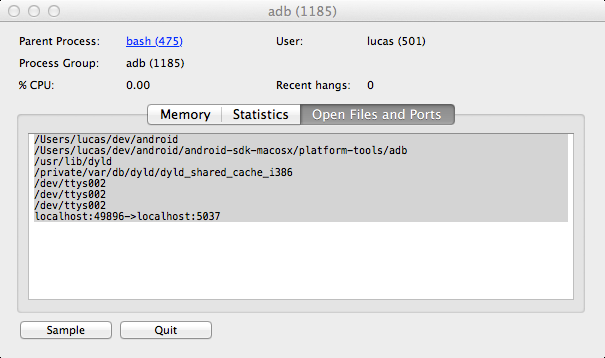 adb (1185)
Parent Process: bash (475) User: lucas (501)
Process Group: adb (1185)
% CPU: 0.00 Recent hangs: 0
Memory Statistics Open Files and Ports
/Users/lucas/dev/android
/Users/lucas/dev/android/android-sdk-macosx/platform-tools/adb
/usr/lib/dyld
/private/var/db/dyld/dyld_shared_cache_i386
/dev/ttys002
/dev/ttys002
/dev/ttys002
localhost:49896->localhost:5037
Sample Quit